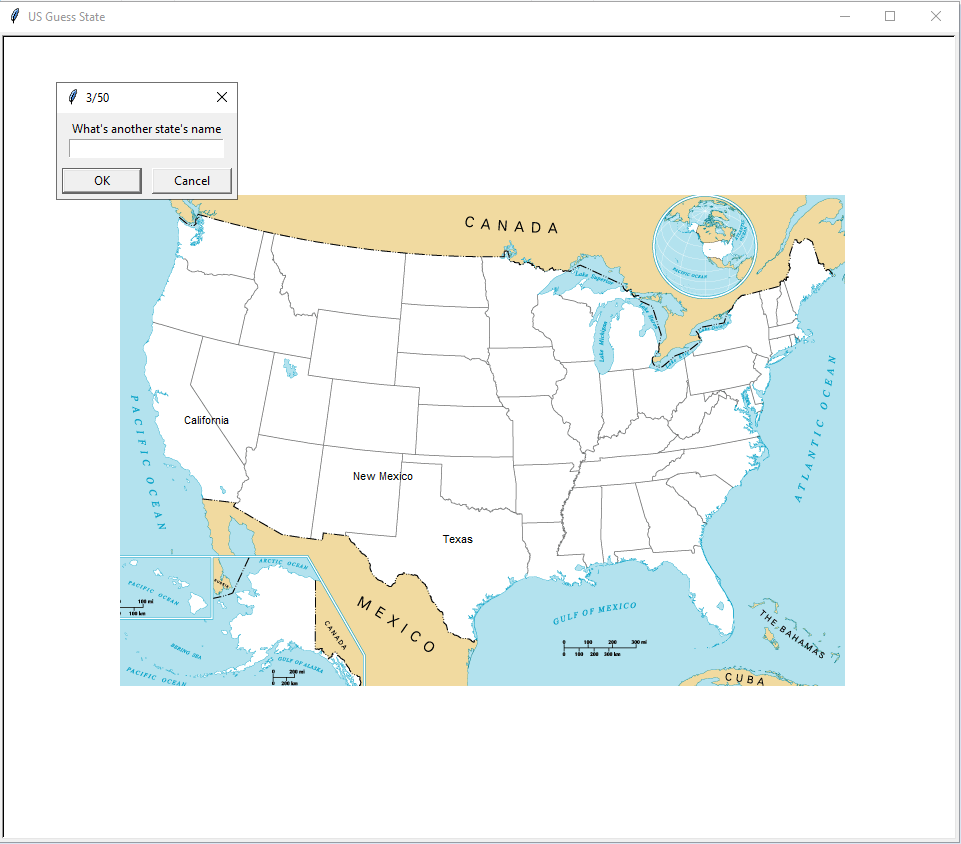 US Guess State
3/50
What's another state's name
OK
Cancel
CANADA
PACIFIC OCEAN
Lake Superior
Lake Michigan
California
PACIFIC OCEAN
ATLANTIC OCEAN
New Mexico
Texas
ARCTIC OCEAN
RUSSIA
PACIFIC OCEAN
100 mi
100 km
MEXICO
CANADA
GULF OF MEXICO
0 100 200 300 mi
0 100 200 300 km
THE BAHAMAS
BERING SEA
GULF OF ALASKA
PACIFIC OCEAN
0 200 mi
0 200 km
CUBA